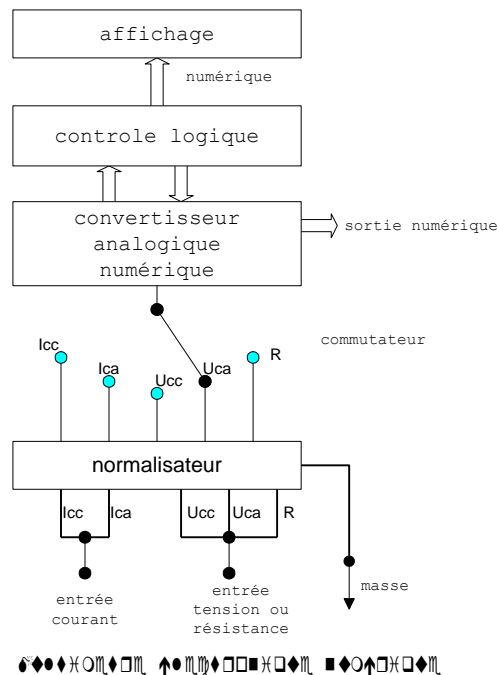 affichage
numérique
controle logique
convertisseur
analogique
numérique
sortie numérique
commutateur
Icc
Ica
Ucc
Uca
R
normalisateur
Icc
Ica
Ucc
Uca
R
entrée
courant
entrée
tension ou
résistance
masse